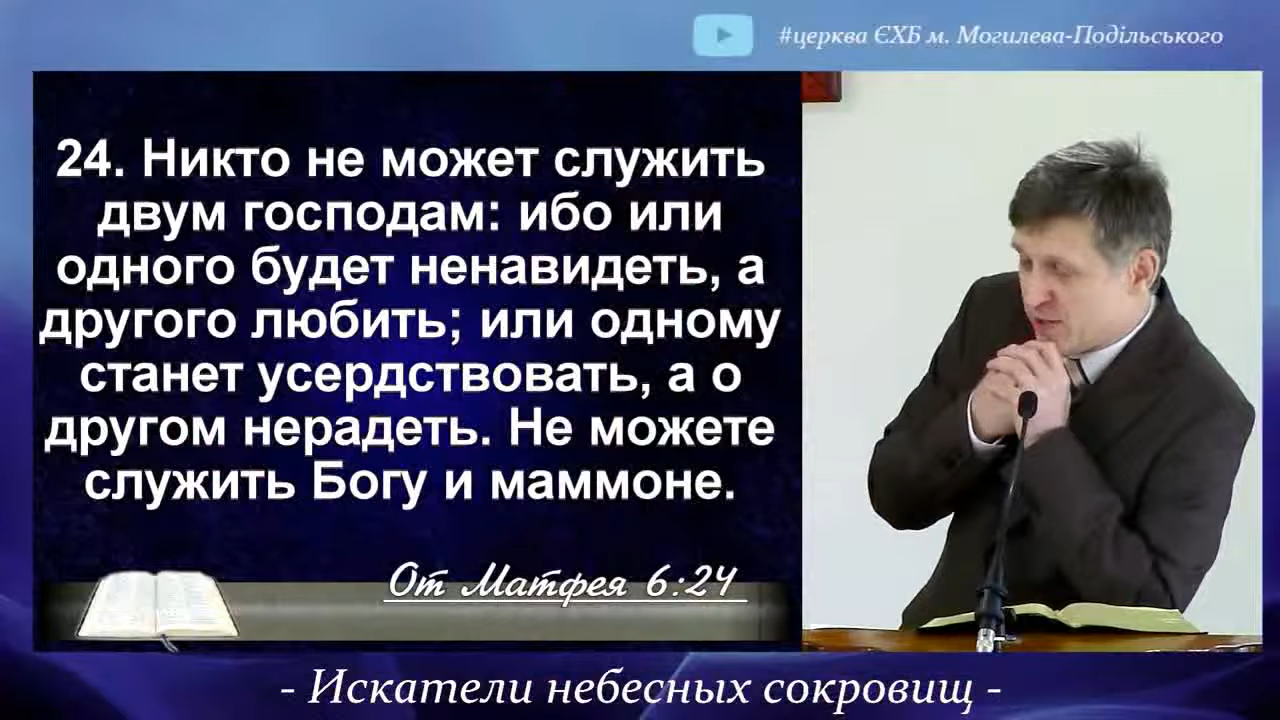 #церква ЄХБ м. Могилева-Подільського
24. Никто не может служить
двум господам: ибо или
одного будет ненавидеть, а
другого любить; или одному
станет усердствовать, а о
другом нерадеть. Не можете
служить Богу и маммоне.
От Матфея 6:24
- Искатели небесных сокровищ -